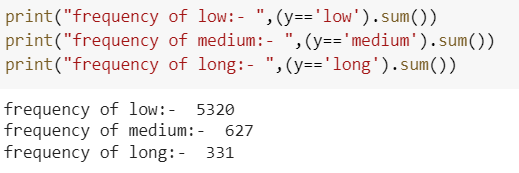 print("frequency of low:- ",(y=='low').sum())
print("frequency of medium:- ",(y=='medium').sum())
print("frequency of long:- ",(y=='long').sum())
frequency of low:-  5320
frequency of medium:-  627
frequency of long:-  331